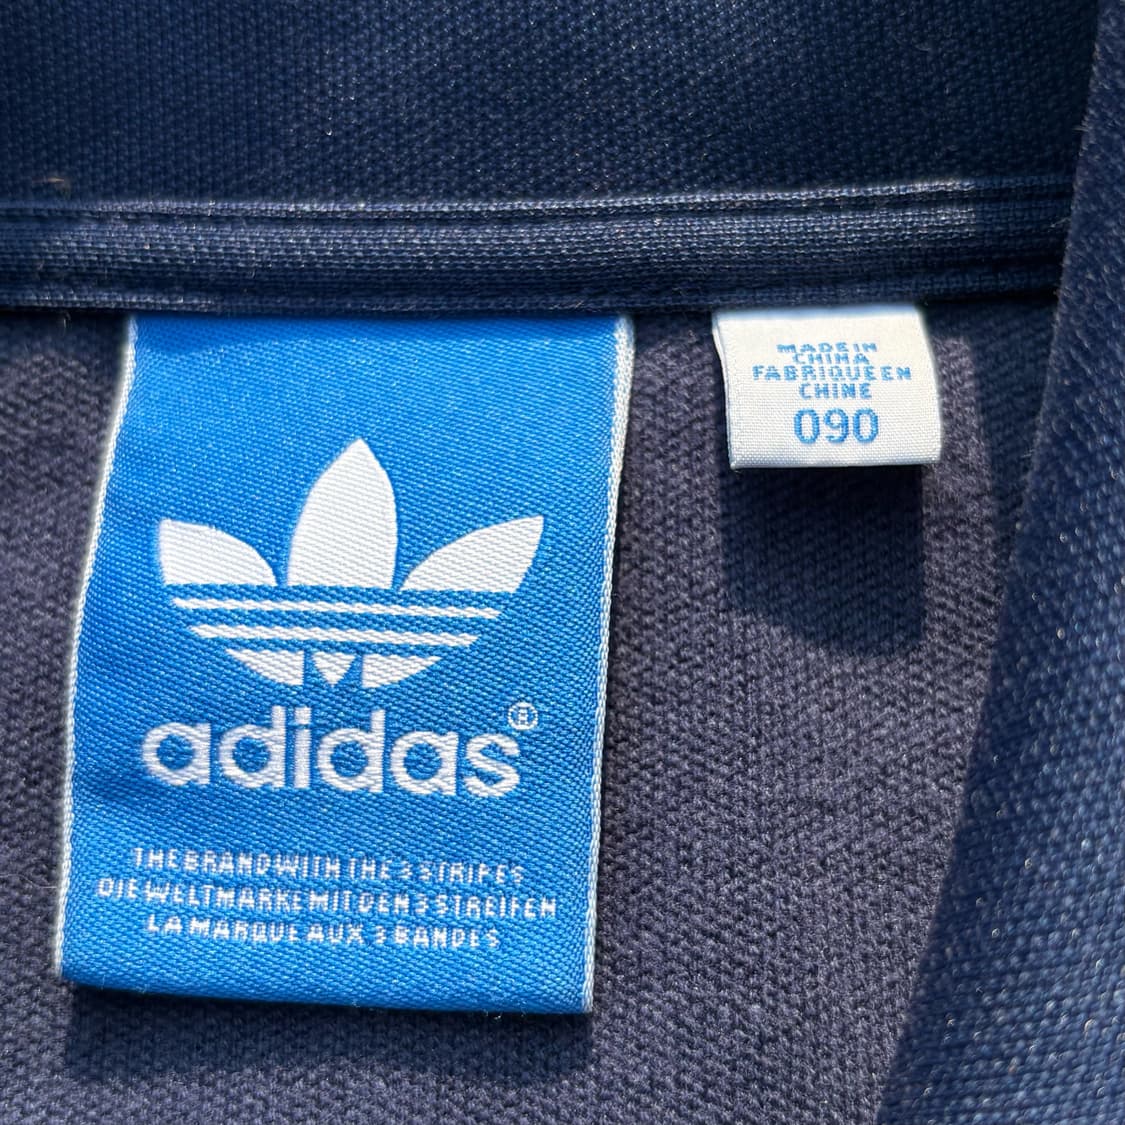 adidas®
THE BRAND WITH THE 3 STRIPES
DIE WELTMARKE MIT DEN 3 STREIFEN
LA MARQUE AUX 3 BANDES
MADE IN
CHINA
FABRIQUE EN
CHINE
090